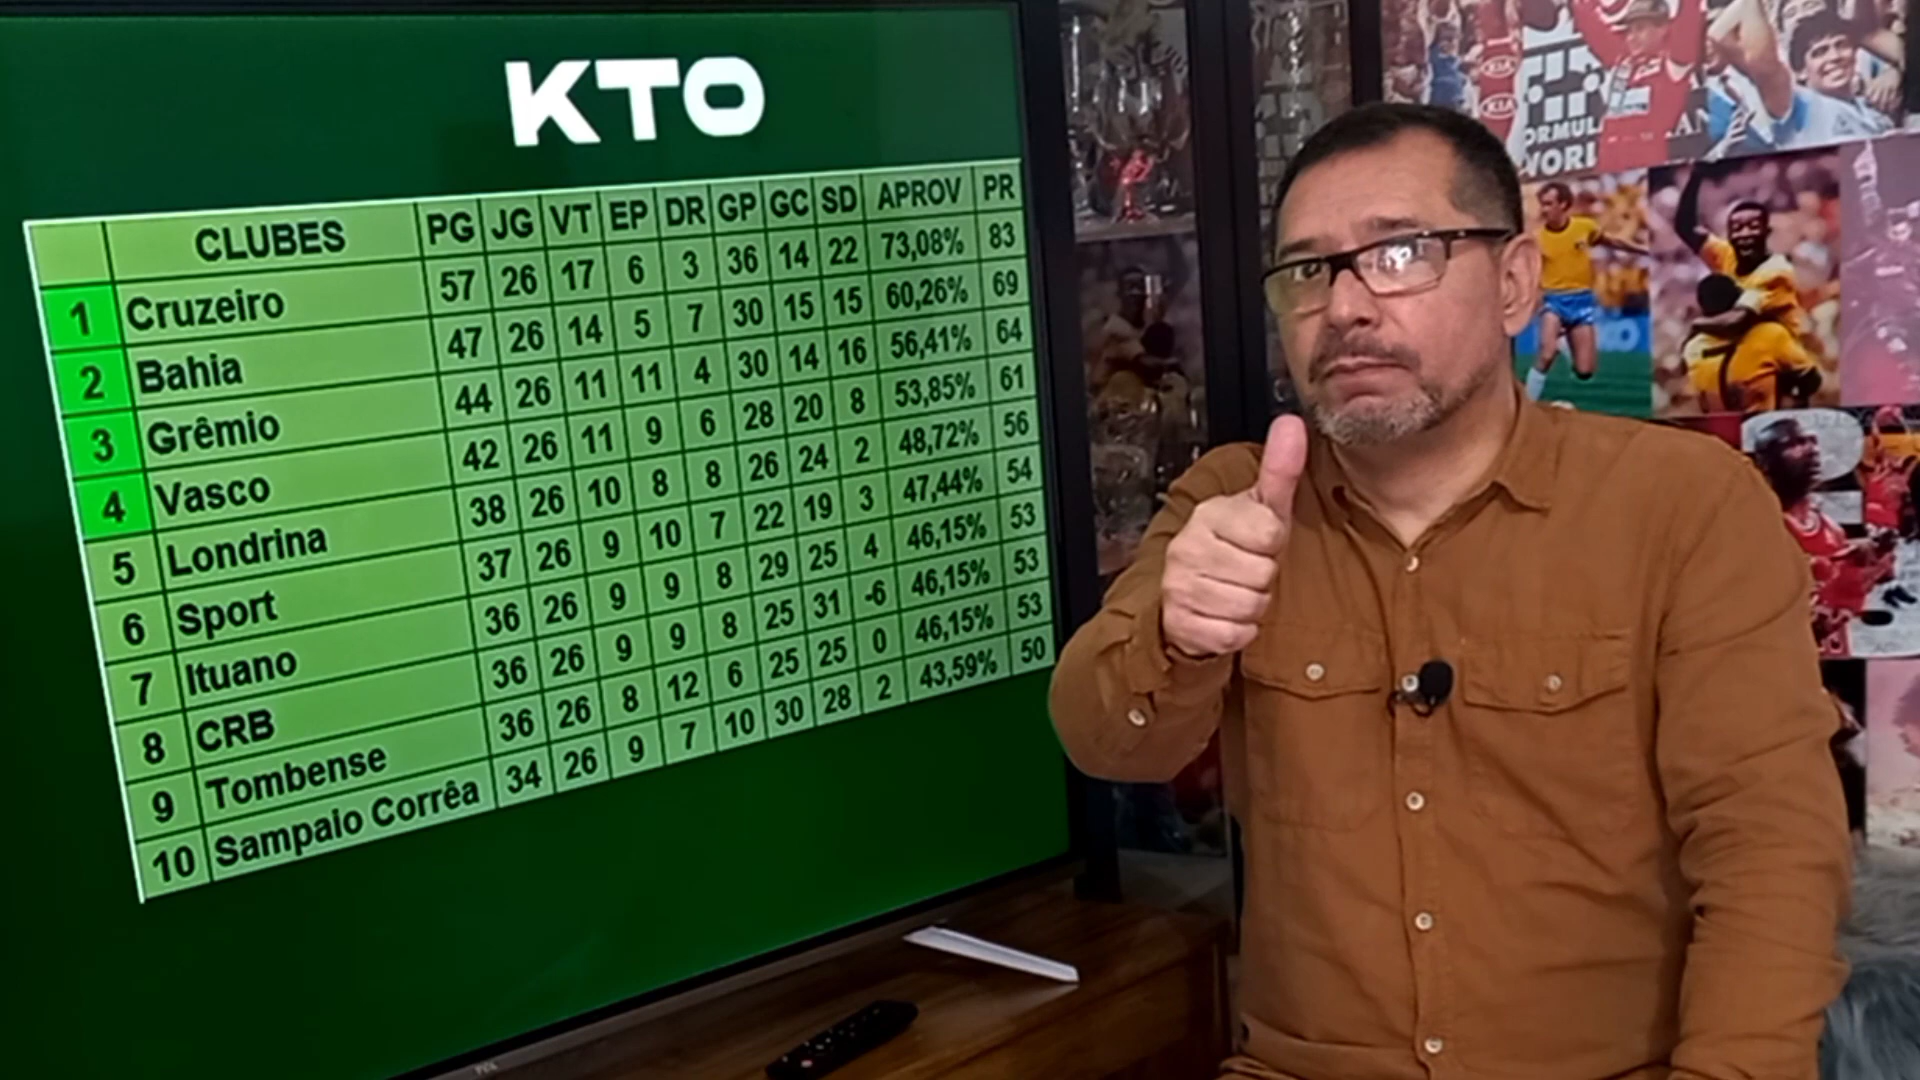 KTO
CLUBES PG JG VT EP DR GP GC SD APROV PR
1 Cruzeiro 57 26 17 6 3 36 14 22 73,08% 83
2 Bahia 47 26 14 5 7 30 15 15 60,26% 69
3 Grêmio 44 26 11 11 4 30 14 16 56,41% 64
4 Vasco 42 26 11 9 6 28 20 8 53,85% 61
5 Londrina 38 26 10 8 8 26 24 2 48,72% 56
6 Sport 37 26 9 10 7 22 19 3 47,44% 54
7 Ituano 36 26 9 9 8 29 25 4 46,15% 53
8 CRB 36 26 9 9 8 25 31 -6 46,15% 53
9 Tombense 36 26 8 12 6 25 25 0 46,15% 53
10 Sampaio Corrêa 34 26 9 7 10 30 28 2 43,59% 50
KIA
KIA
WORL